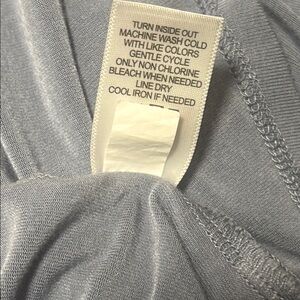 TURN INSIDE OUT
MACHINE WASH COLD
WITH LIKE COLORS
GENTLE CYCLE
ONLY NON CHLORINE
BLEACH WHEN NEEDED
LINE DRY
COOL IRON IF NEEDED